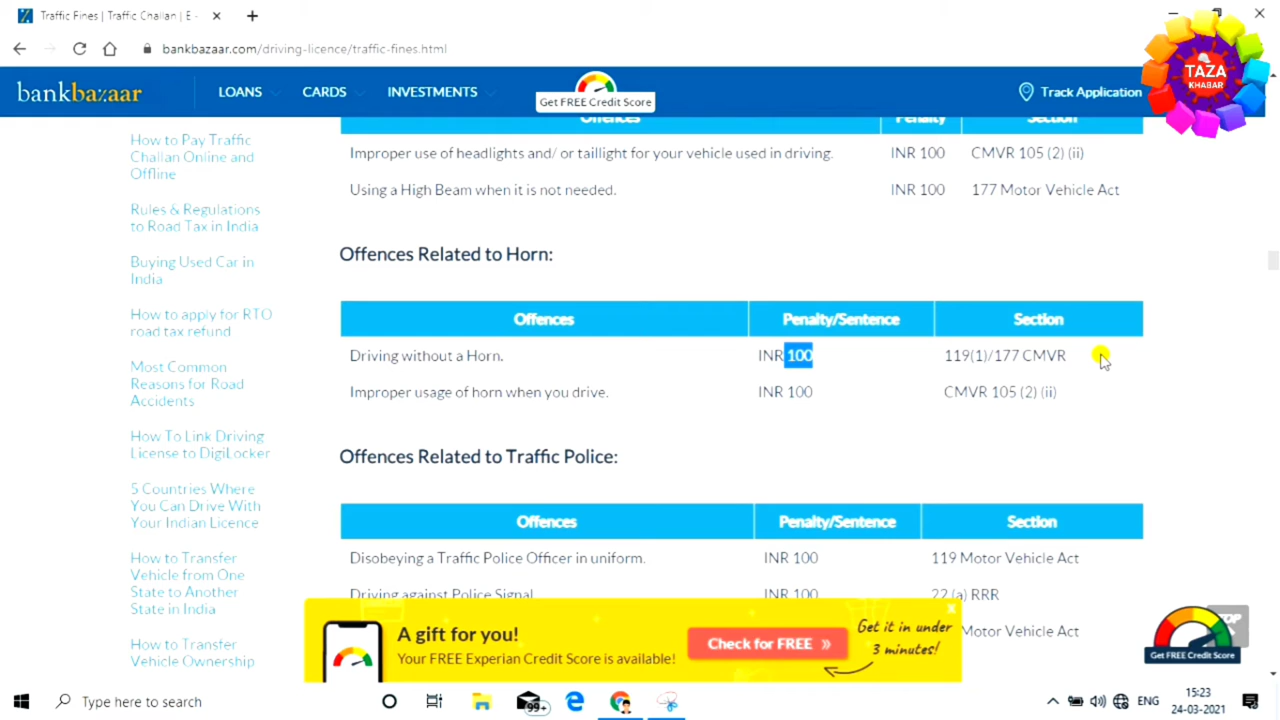 Traffic Fines | Traffic Challan | E -
bankbazaar.com/driving-licence/traffic-fines.html
bankbazaar
LOANS
CARDS
INVESTMENTS
Get FREE Credit Score
Track Application
TAZA
KHABAR
How to Pay Traffic
Challan Online and
Offline
Rules & Regulations
to Road Tax in India
Buying Used Car in
India
How to apply for RTO
road tax refund
Most Common
Reasons for Road
Accidents
How To Link Driving
License to DigiLocker
5 Countries Where
You Can Drive With
Your Indian Licence
How to Transfer
Vehicle from One
State to Another
State in India
How to Transfer
Vehicle Ownership
Offences Penalty Section
Improper use of headlights and/ or taillight for your vehicle used in driving. INR 100 CMVR 105 (2) (ii)
Using a High Beam when it is not needed. INR 100 177 Motor Vehicle Act
Offences Related to Horn:
Offences Penalty/Sentence Section
Driving without a Horn. INR 100 119(1)/177 CMVR
Improper usage of horn when you drive. INR 100 CMVR 105 (2) (ii)
Offences Related to Traffic Police:
Offences Penalty/Sentence Section
Disobeying a Traffic Police Officer in uniform. INR 100 119 Motor Vehicle Act
Driving against Police Signal INR 100 22 (a) RRR
Motor Vehicle Act
A gift for you!
Your FREE Experian Credit Score is available!
Check for FREE »
Get it in under
3 minutes!
TOP
Get FREE Credit Score
Type here to search
99+
ENG
15:23
24-03-2021